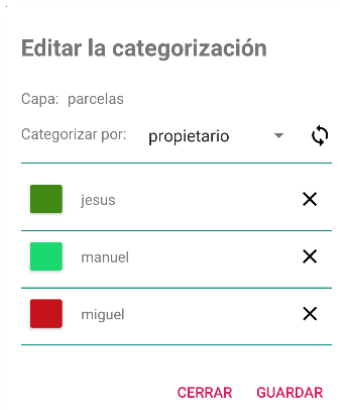 Editar la categorización
Capa: parcelas
Categorizar por: propietario
jesus
manuel
miguel
CERRAR GUARDAR